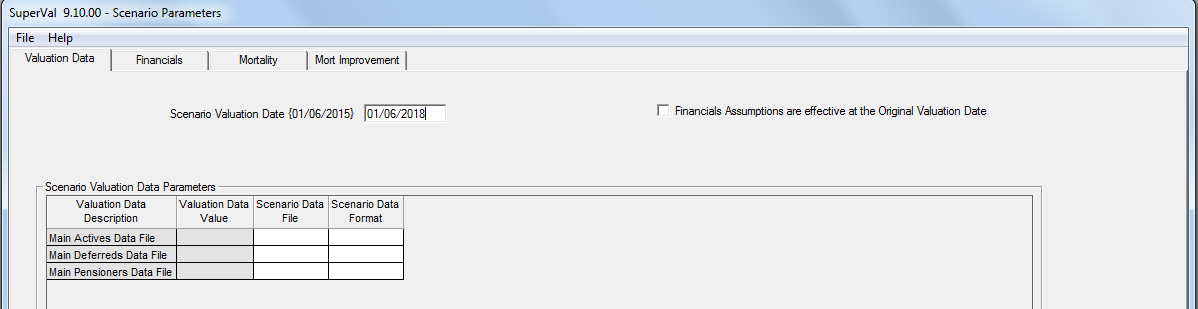 SuperVal 9.10.00 - Scenario Parameters
File Help
Valuation Data Financials Mortality Mort Improvement
Scenario Valuation Date {01/06/2015} 01/06/2018 Financials Assumptions are effective at the Original Valuation Date
Scenario Valuation Data Parameters
Valuation Data Valuation Data Scenario Data Scenario Data
Description Value File Format
Main Actives Data File
Main Deferreds Data File
Main Pensioners Data File